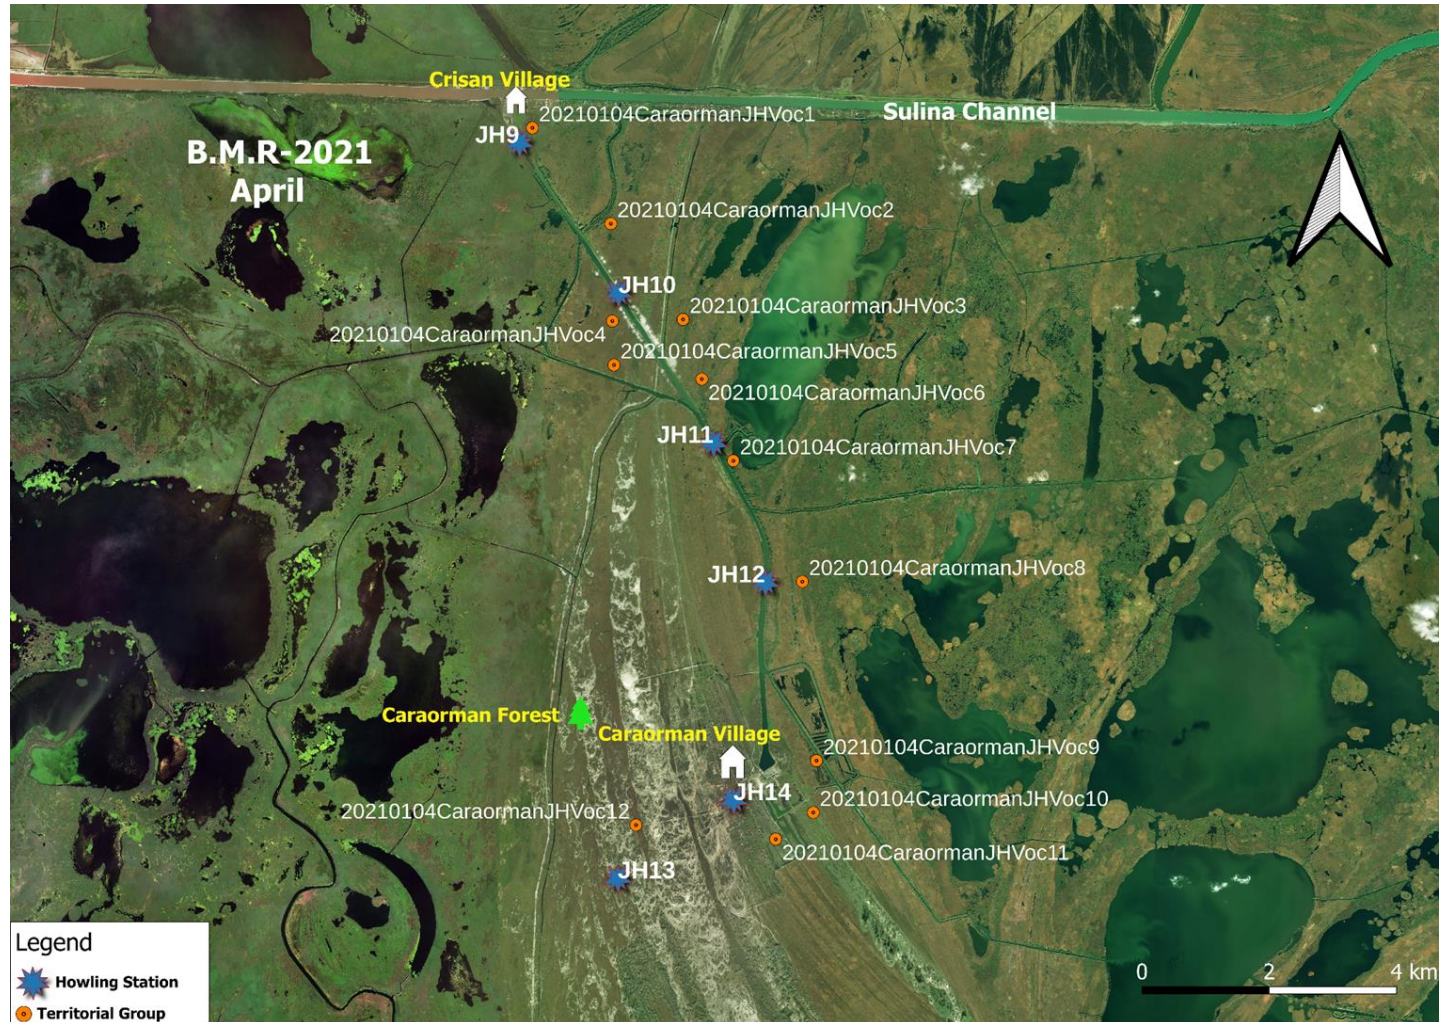 Crisan Village
20210104CaraormanJHVoc1
Sulina Channel
JH9
B.M.R-2021
April
20210104CaraormanJHVoc2
JH10
20210104CaraormanJHVoc3
20210104CaraormanJHVoc4
20210104CaraormanJHVoc5
20210104CaraormanJHVoc6
JH11
20210104CaraormanJHVoc7
JH12
20210104CaraormanJHVoc8
Caraorman Forest
Caraorman Village
20210104CaraormanJHVoc9
JH14
20210104CaraormanJHVoc10
20210104CaraormanJHVoc12
20210104CaraormanJHVoc11
JH13
Legend
Howling Station
Territorial Group
0 2 4 km